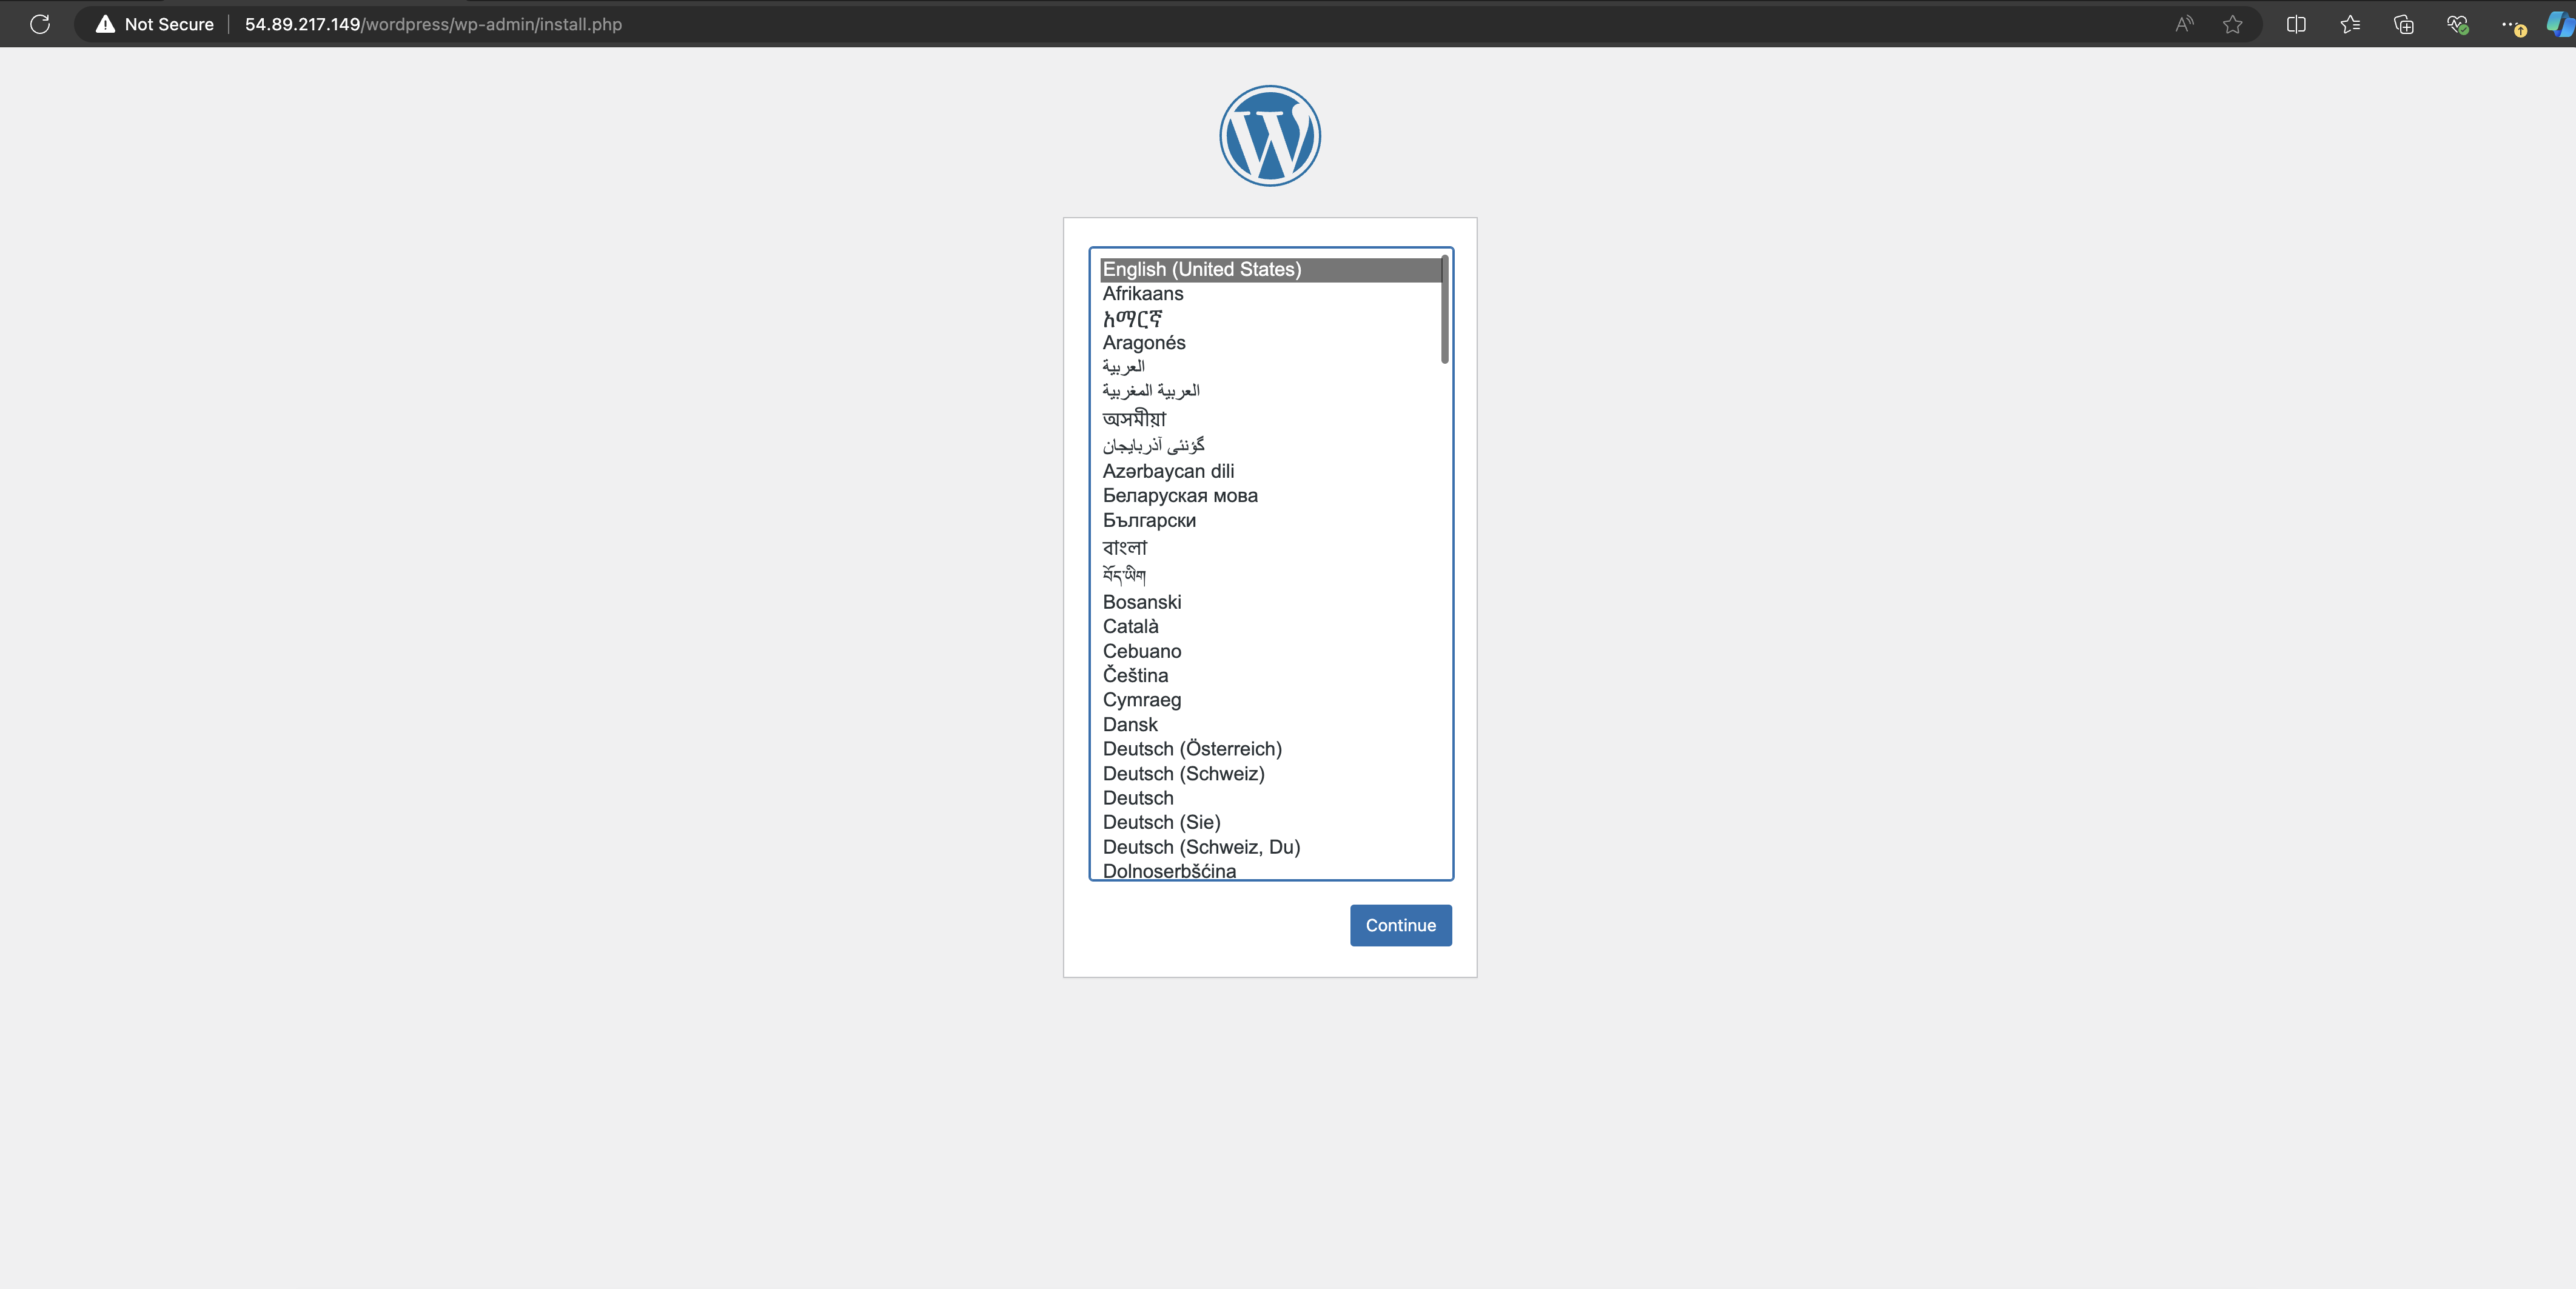 Not Secure 54.89.217.149/wordpress/wp-admin/install.php
English (United States)
Afrikaans
አማርኛ
Aragonés
العربية
العربية المغربية
অসমীয়া
گؤنئی آذربایجان
Azərbaycan dili
Беларуская мова
Български
বাংলা
བོད་ཡིག
Bosanski
Català
Cebuano
Čeština
Cymraeg
Dansk
Deutsch (Österreich)
Deutsch (Schweiz)
Deutsch
Deutsch (Sie)
Deutsch (Schweiz, Du)
Dolnoserbšćina
Continue